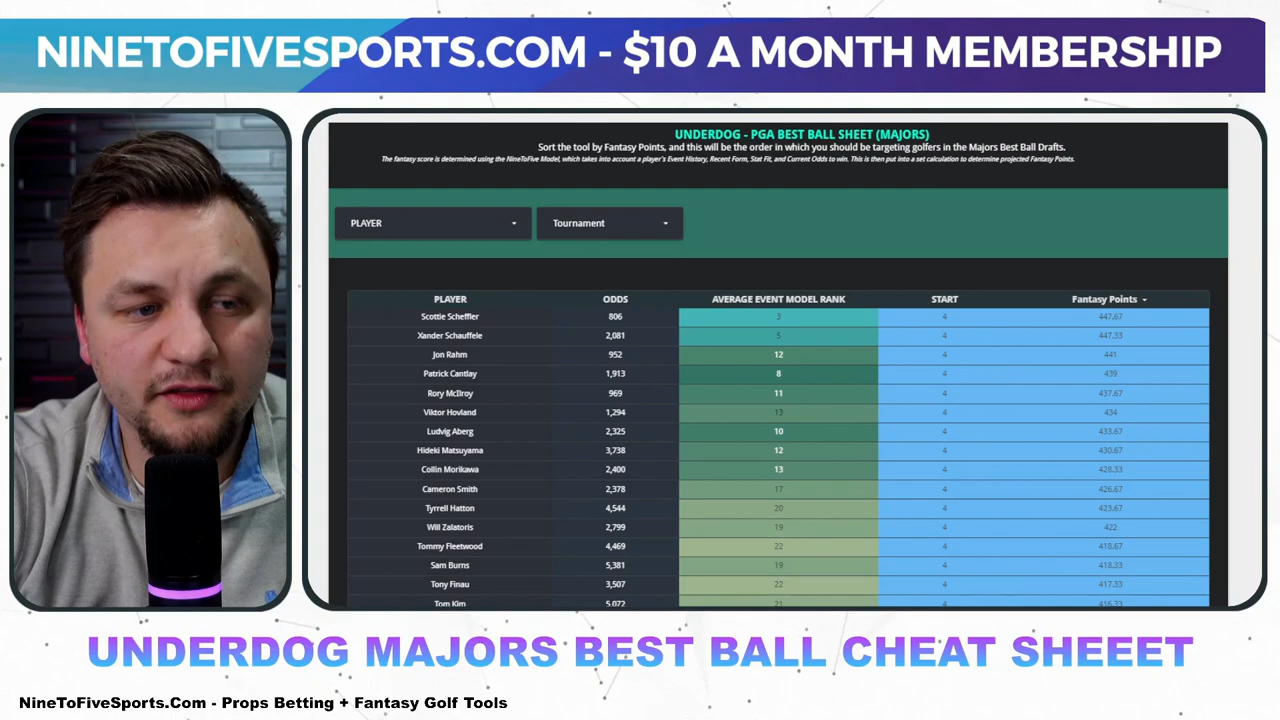 NINETOFIVESPORTS.COM - $10 A MONTH MEMBERSHIP
UNDERDOG - PGA BEST BALL SHEET (MAJORS)
Sort the tool by Fantasy Points, and this will be the order in which you should be targeting golfers in the Majors Best Ball Drafts.
The fantasy score is determined using the NineToFive Model, which takes into account a player's Event History, Recent Form, Stat Fit, and Current Odds to win. This is then put into a set calculation to determine projected Fantasy Points.
PLAYER Tournament
PLAYER ODDS AVERAGE EVENT MODEL RANK START Fantasy Points
Scottie Scheffler 806 3 4 447.67
Xander Schauffele 2,081 5 4 447.33
Jon Rahm 952 12 4 441
Patrick Cantlay 1,913 8 4 439
Rory McIlroy 969 11 4 437.67
Viktor Hovland 1,294 13 4 434
Ludvig Aberg 2,325 10 4 433.67
Hideki Matsuyama 3,738 12 4 430.67
Collin Morikawa 2,400 13 4 428.33
Cameron Smith 2,378 17 4 426.67
Tyrrell Hatton 4,544 20 4 423.67
Will Zalatoris 2,799 19 4 422
Tommy Fleetwood 4,469 22 4 418.67
Sam Burns 5,381 19 4 418.33
Tony Finau 3,507 22 4 417.33
Tom Kim 5,072 21 4 416.33
UNDERDOG MAJORS BEST BALL CHEAT SHEEET
NineToFiveSports.Com - Props Betting + Fantasy Golf Tools